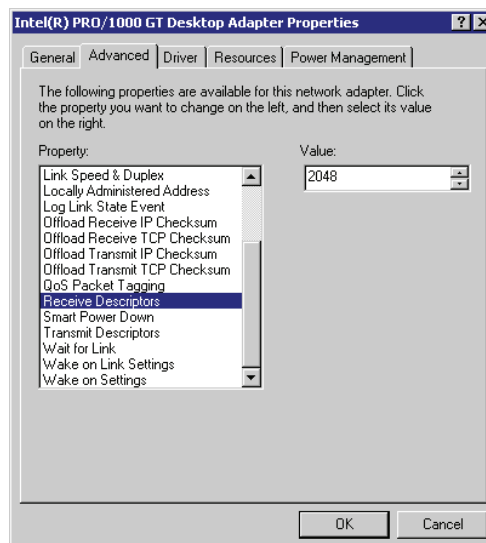 Intel(R) PRO/1000 GT Desktop Adapter Properties
General Advanced Driver Resources Power Management
The following properties are available for this network adapter. Click
the property you want to change on the left, and then select its value
on the right.
Property:
Value:
Link Speed & Duplex
Locally Administered Address
Log Link State Event
Offload Receive IP Checksum
Offload Receive TCP Checksum
Offload Transmit IP Checksum
Offload Transmit TCP Checksum
QoS Packet Tagging
Receive Descriptors
Smart Power Down
Transmit Descriptors
Wait for Link
Wake on Link Settings
Wake on Settings
2048
OK
Cancel